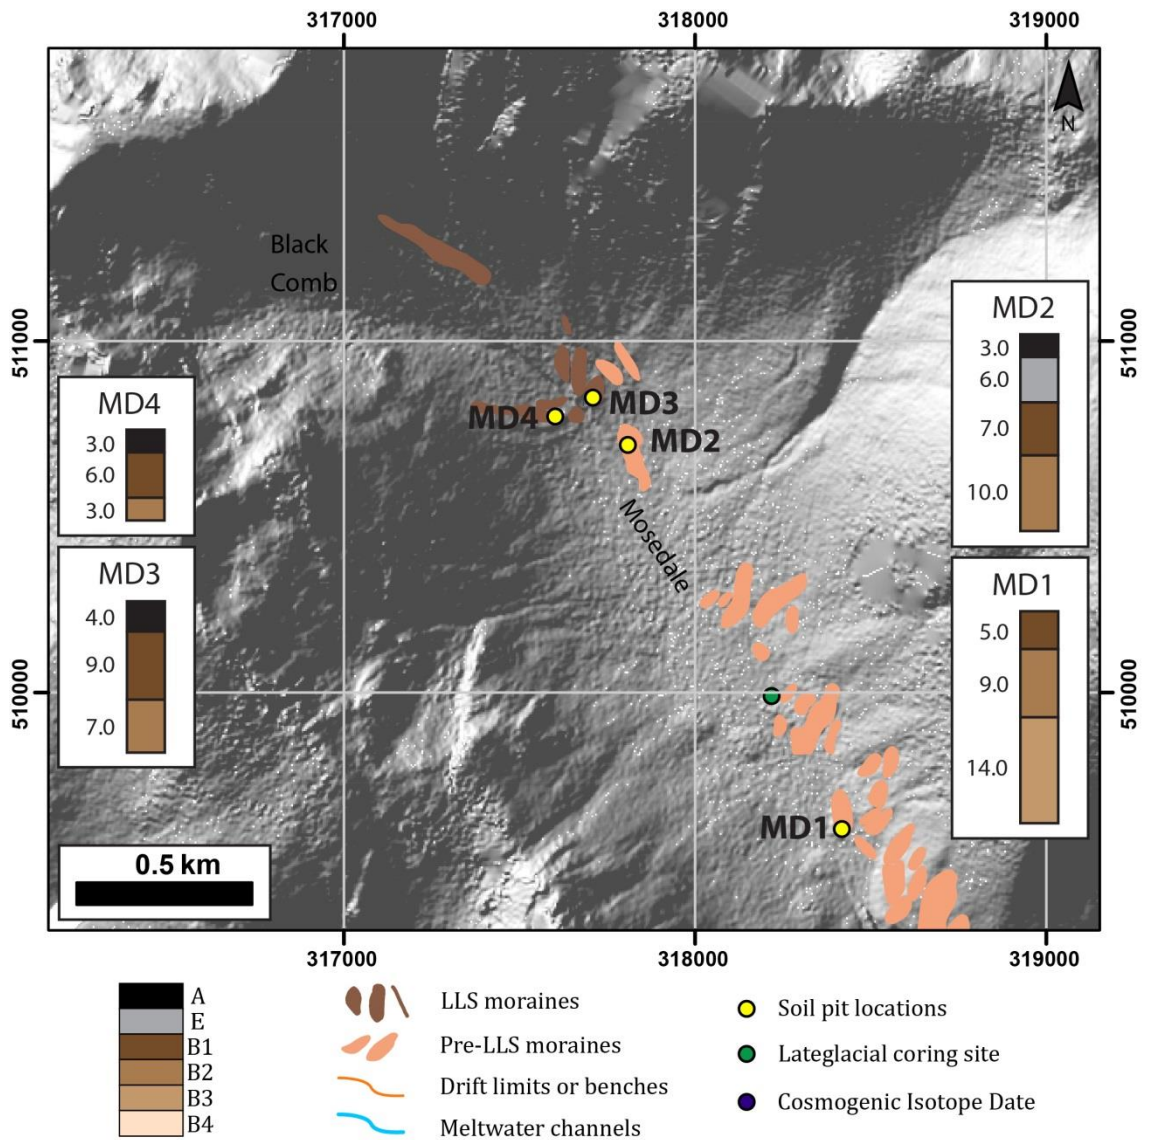 317000
318000
319000
N
Black
Comb
511000
511000
MD2
3.0
6.0
7.0
10.0
MD4
3.0
6.0
3.0
MD3
MD4
MD2
Mosedale
MD3
4.0
9.0
7.0
MD1
5.0
9.0
14.0
510000
510000
MD1
0.5 km
317000
318000
319000
A
E
B1
B2
B3
B4
LLS moraines
Pre-LLS moraines
Drift limits or benches
Meltwater channels
Soil pit locations
Lateglacial coring site
Cosmogenic Isotope Date